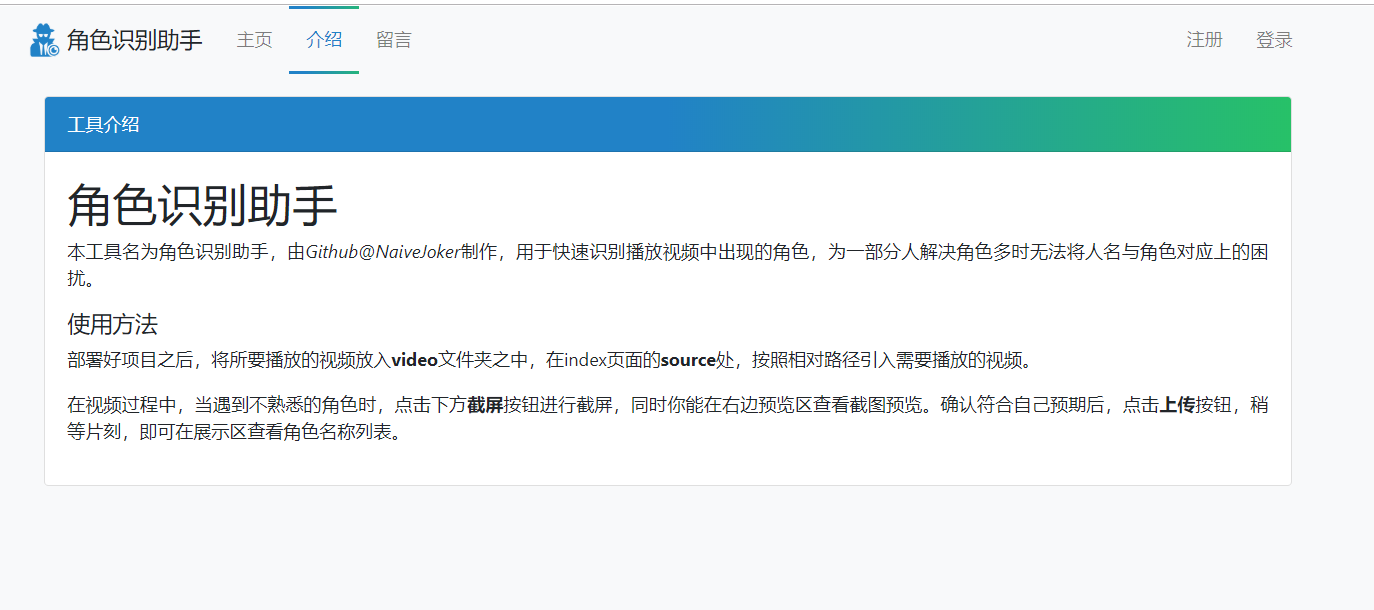 角色识别助手 主页 介绍 留言 注册 登录
工具介绍
角色识别助手
本工具名为角色识别助手，由Github@NaiveJoker制作，用于快速识别播放视频中出现的角色，为一部分人解决角色多时无法将人名与角色对应上的困
扰。
使用方法
部署好项目之后，将所要播放的视频放入video文件夹之中，在index页面的source处，按照相对路径引入需要播放的视频。
在视频过程中，当遇到不熟悉的角色时，点击下方截屏按钮进行截屏，同时你能在右边预览区查看截图预览。确认符合自己预期后，点击上传按钮，稍
等片刻，即可在展示区查看角色名称列表。